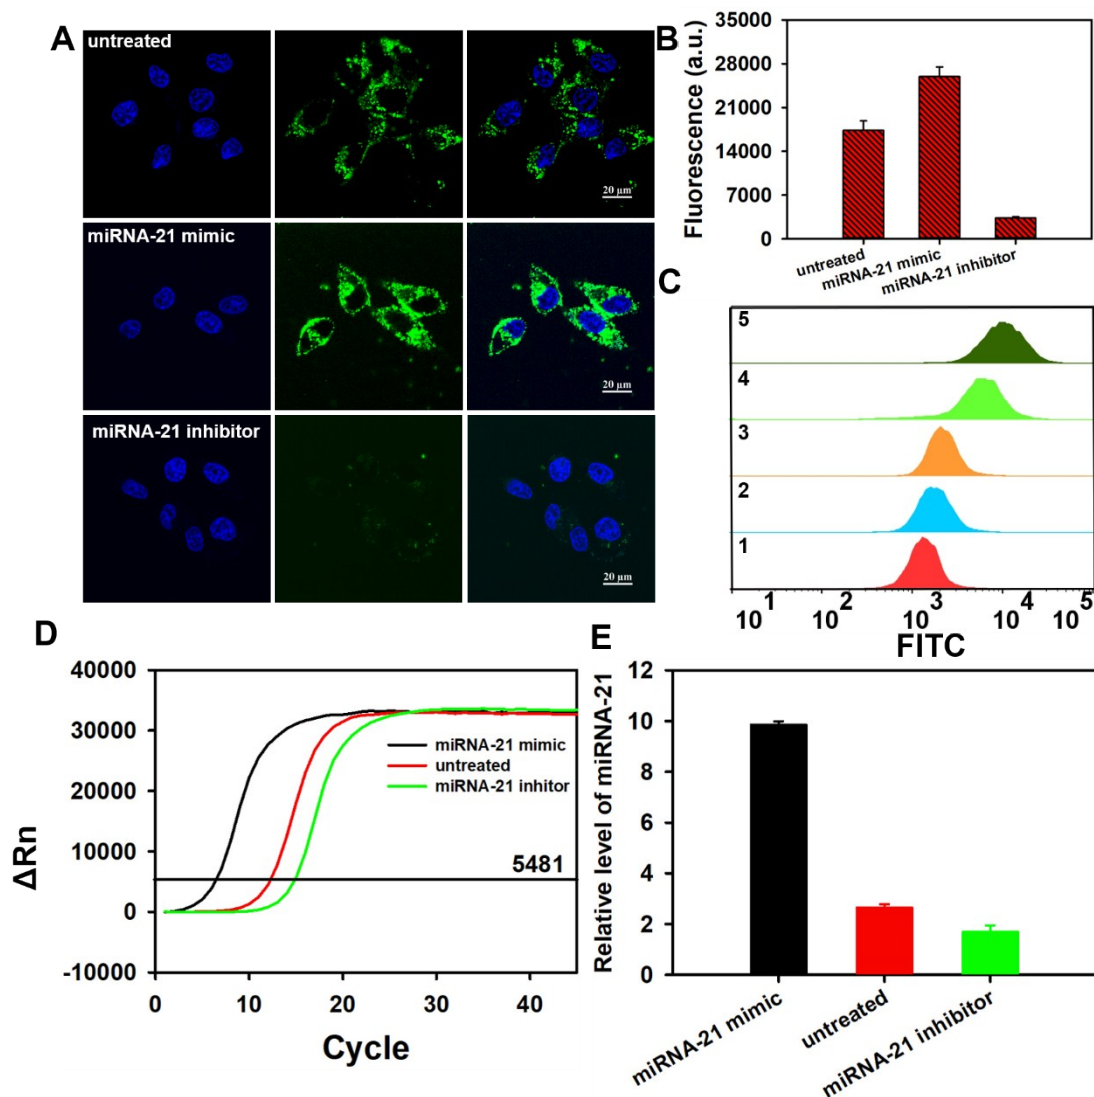 A
untreated
20 µm
miRNA-21 mimic
20 µm
miRNA-21 inhibitor
20 µm
B
Fluorescence (a.u.)
35000
28000
21000
14000
7000
0
untreated
miRNA-21 mimic
miRNA-21 inhibitor
C
5
4
3
2
1
10 1
10 2
10 3
10 4
10 5
FITC
D
ΔRn
40000
30000
20000
10000
0
-10000
miRNA-21 mimic
untreated
miRNA-21 inhitor
5481
0 10 20 30 40
Cycle
E
Relative level of miRNA-21
12
10
8
6
4
2
0
miRNA-21 mimic
untreated
miRNA-21 inhibitor